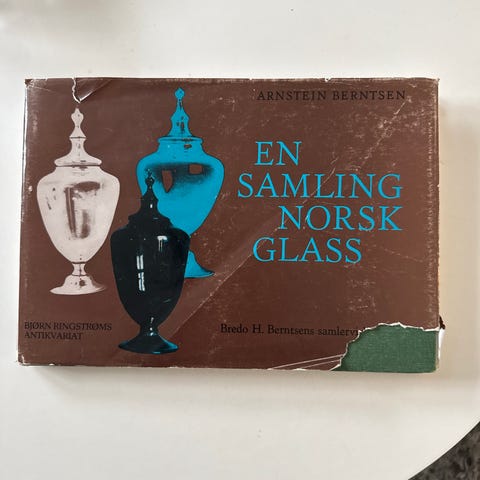 ARNSTEIN BERNTSEN
EN
SAMLING
NORSK
GLASS
Bredo H. Berntsens
BJØRN RINGSTRØMS
ANTIKVARIAT